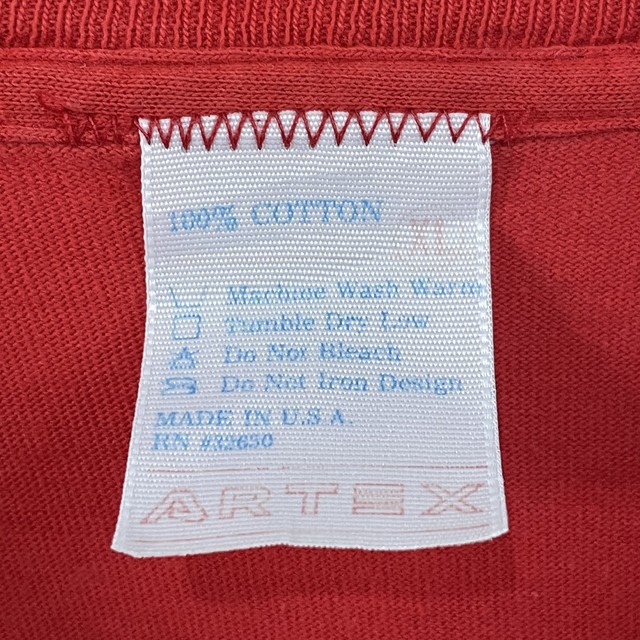 100% COTTON
XL
Machine Wash Warm
Tumble Dry Low
Do Not Bleach
Do Not Iron Design
MADE IN U.S.A.
RN #32650
ARTEX